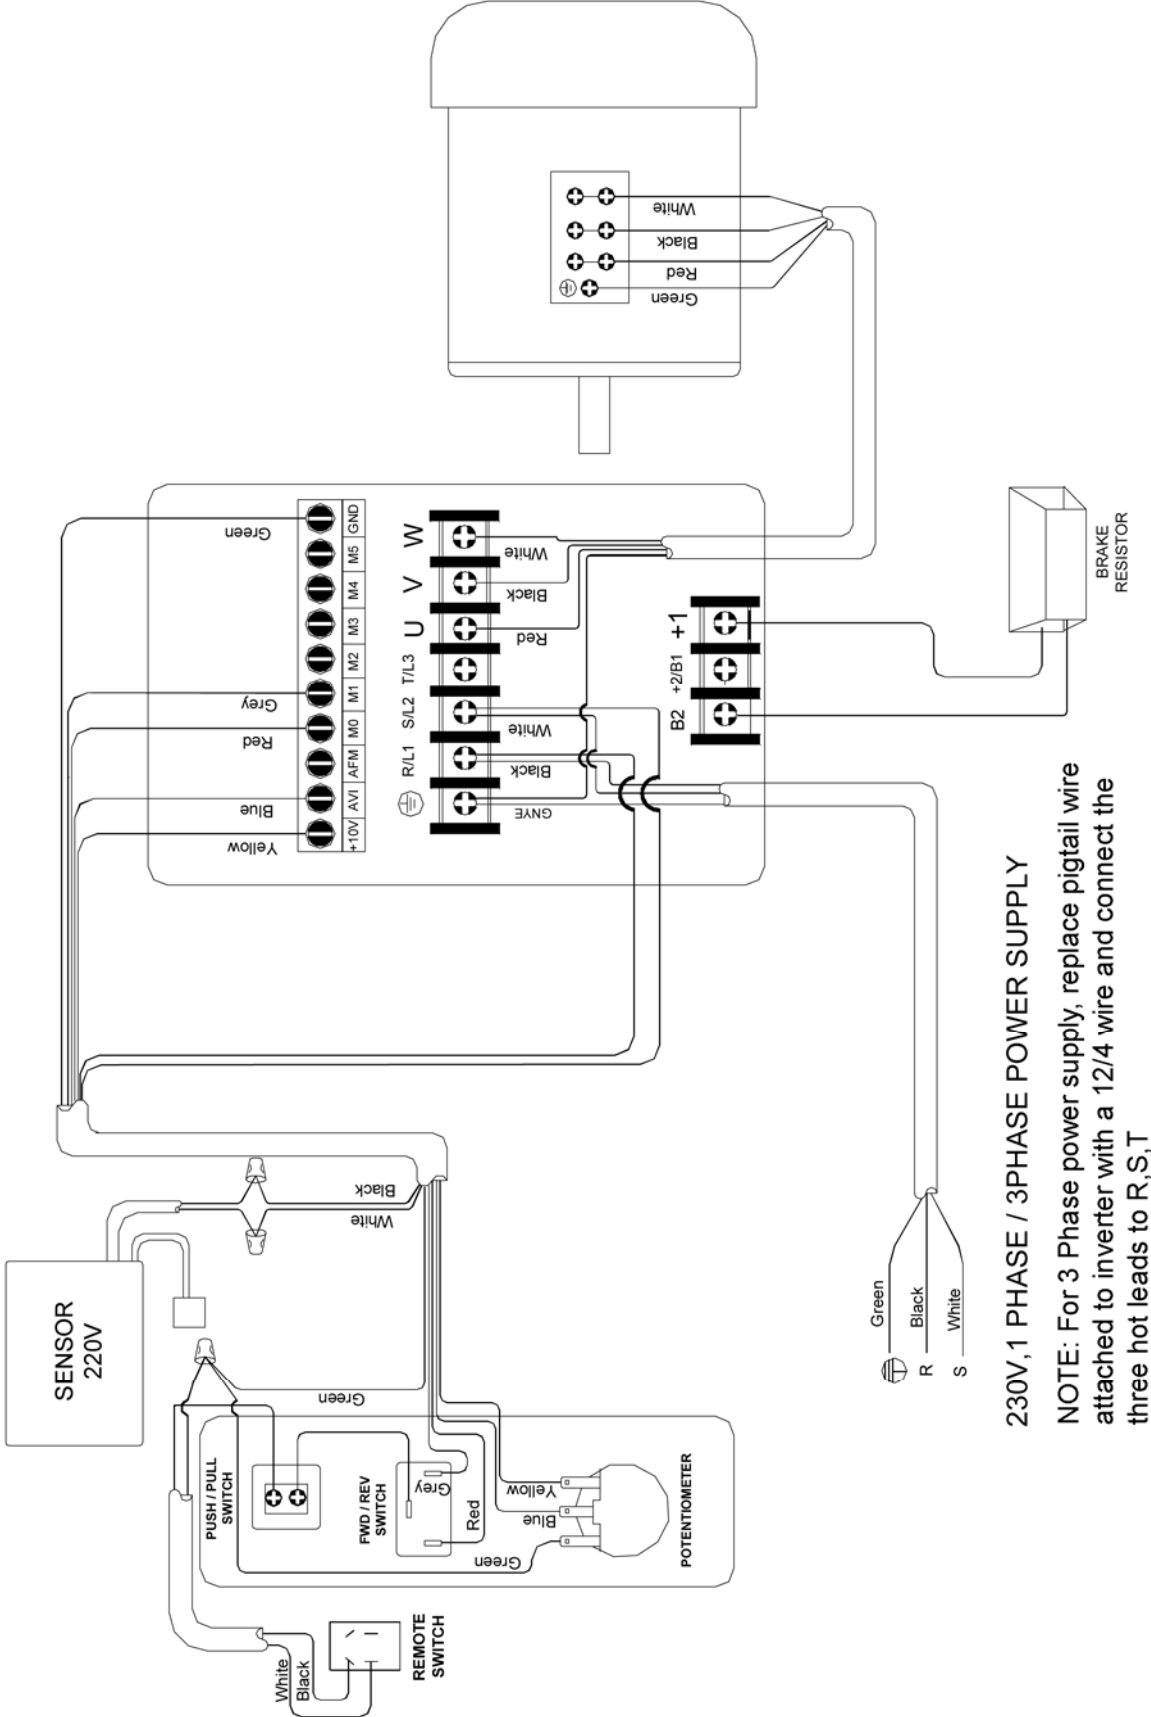 SENSOR
220V
Black
White
Green
PUSH / PULL
SWITCH
FWD / REV
SWITCH
Grey
Red
Yellow
Blue
Green
POTENTIOMETER
White
Black
REMOTE
SWITCH
Green
Grey
Red
Blue
Yellow
+10V AVI AFM M0 M1 M2 M3 M4 M5 GND
R/L1 S/L2 T/L3 U V W
GNYE
Black
White
Red
Black
White
B2 +2/B1 +1
White
Black
Red
Green
BRAKE
RESISTOR
Green
Black
R
White
S
230V,1 PHASE / 3PHASE POWER SUPPLY
NOTE: For 3 Phase power supply, replace pigtail wire
attached to inverter with a 12/4 wire and connect the
three hot leads to R,S,T